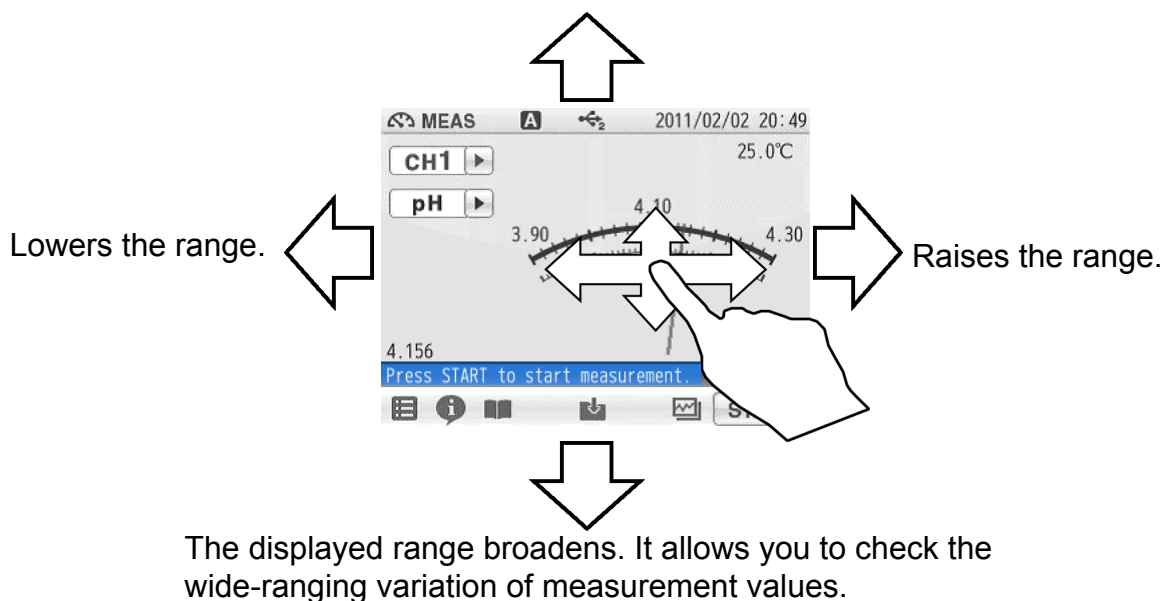 MEAS A 2 2011/02/02 20:49
25.0℃
CH1
pH
4.10
3.90 4.30
Lowers the range.
Raises the range.
4.156
Press START to start measurement.
The displayed range broadens. It allows you to check the
wide-ranging variation of measurement values.